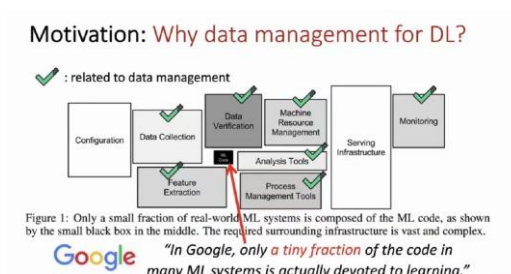 Motivation: Why data management for DL?
: related to data management
Configuration
Data Collection
Data
Verification
Machine
Resource
Management
Monitoring
Serving
Infrastructure
ML
Code
Analysis Tools
Feature
Extraction
Process
Management Tools
Figure 1: Only a small fraction of real-world ML systems is composed of the ML code, as shown
by the small black box in the middle. The required surrounding infrastructure is vast and complex.
Google
"In Google, only a tiny fraction of the code in
many ML systems is actually devoted to learning."